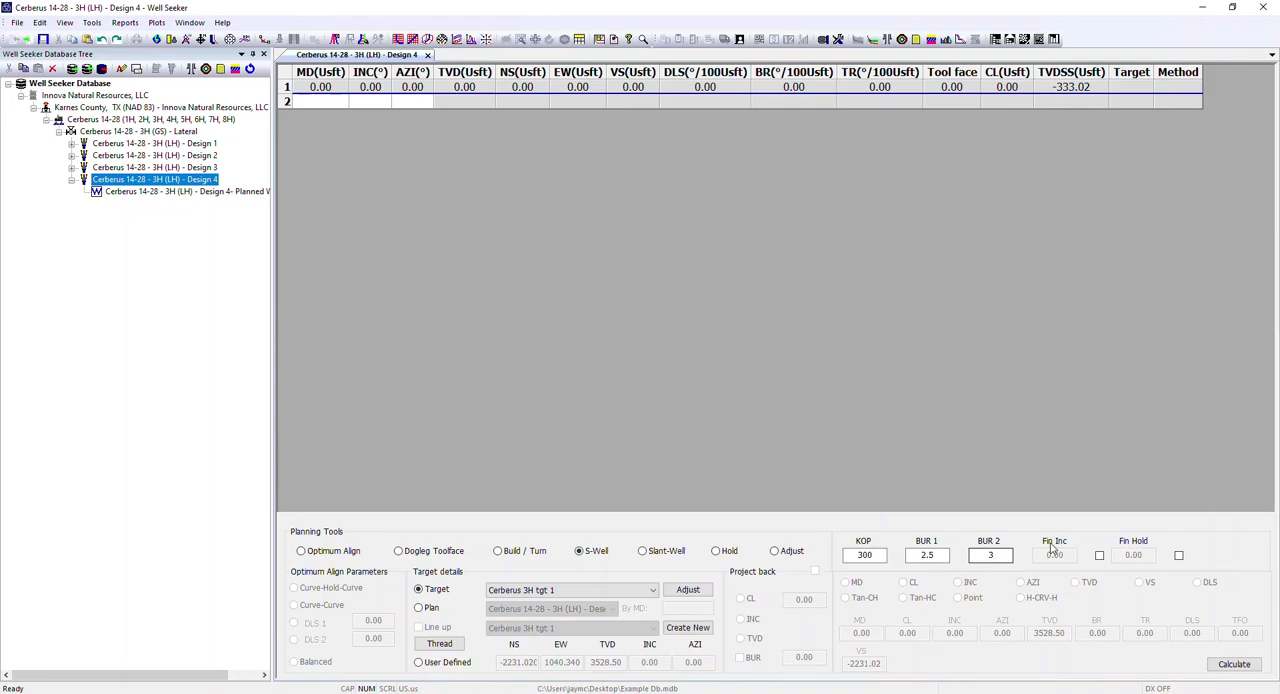 Cerberus 14-28 - 3H (LH) - Design 4 - Well Seeker
File Edit View Tools Reports Plots Window Help
Well Seeker Database Tree
Well Seeker Database
Innova Natural Resources, LLC
Karnes County, TX (NAD 83) - Innova Natural Resources, LLC
Cerberus 14-28 (1H, 2H, 3H, 4H, 5H, 6H, 7H, 8H)
Cerberus 14-28 - 3H (GS) - Lateral
Cerberus 14-28 - 3H (LH) - Design 1
Cerberus 14-28 - 3H (LH) - Design 2
Cerberus 14-28 - 3H (LH) - Design 3
Cerberus 14-28 - 3H (LH) - Design 4
Cerberus 14-28 - 3H (LH) - Design 4- Planned W
Cerberus 14-28 - 3H (LH) - Design 4
MD(Usft) INC(°) AZI(°) TVD(Usft) NS(Usft) EW(Usft) VS(Usft) DLS(°/100Usft) BR(°/100Usft) TR(°/100Usft) Tool face CL(Usft) TVDSS(Usft) Target Method
1 0.00 0.00 0.00 0.00 0.00 0.00 0.00 0.00 0.00 0.00 0.00 0.00 -333.02
2
Planning Tools
Optimum Align Dogleg Toolface Build / Turn S-Well Slant-Well Hold Adjust
Optimum Align Parameters
Curve-Hold-Curve
Curve-Curve
DLS 1 0.00
DLS 2 0.00
Balanced
Target details
Target Cerberus 3H tgt 1 Adjust
Plan Cerberus 14-28 - 3H (LH) - Desi By MD:
Line up Cerberus 3H tgt 1 Create New
Thread NS EW TVD INC AZI
User Defined -2231.020 1040.340 3528.50 0.00 0.00
Project back
CL 0.00
INC
TVD
BUR 0.00
KOP BUR 1 BUR 2 Fin Inc Fin Hold
300 2.5 3 0.00 0.00
MD CL INC AZI TVD VS DLS
Tan-CH Tan-HC Point H-CRV-H
MD CL INC AZI TVD BR TR DLS TFO
0.00 0.00 0.00 0.00 3528.50 0.00 0.00 0.00 0.00
VS
-2231.02
Calculate
Ready CAP NUM SCRL US.us C:\Users\jaymc\Desktop\Example Db.mdb DX OFF